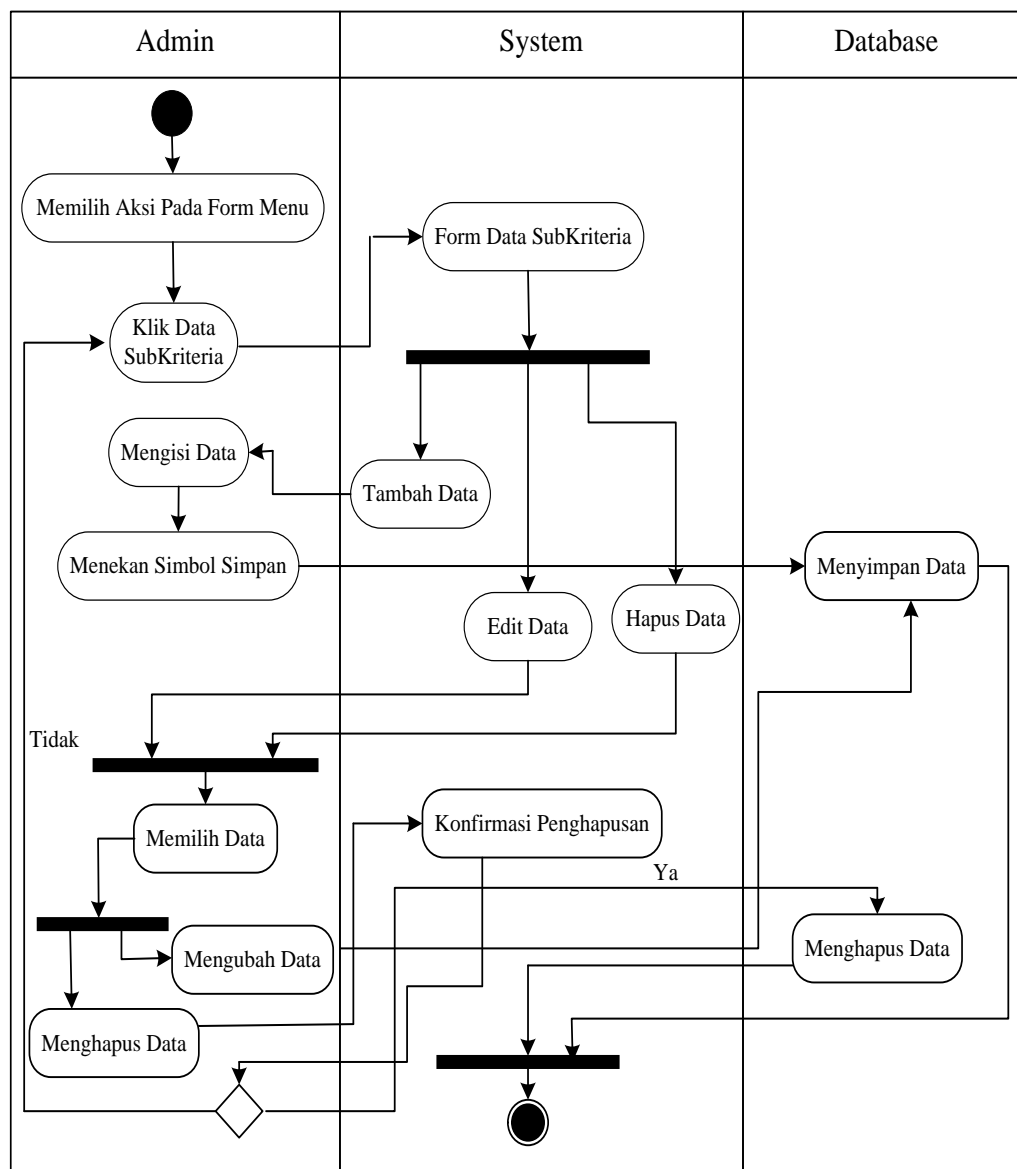 Admin
System
Database
Memilih Aksi Pada Form Menu
Form Data SubKriteria
Klik Data
SubKriteria
Mengisi Data
Tambah Data
Menekan Simbol Simpan
Menyimpan Data
Edit Data
Hapus Data
Tidak
Memilih Data
Konfirmasi Penghapusan
Ya
Mengubah Data
Menghapus Data
Menghapus Data